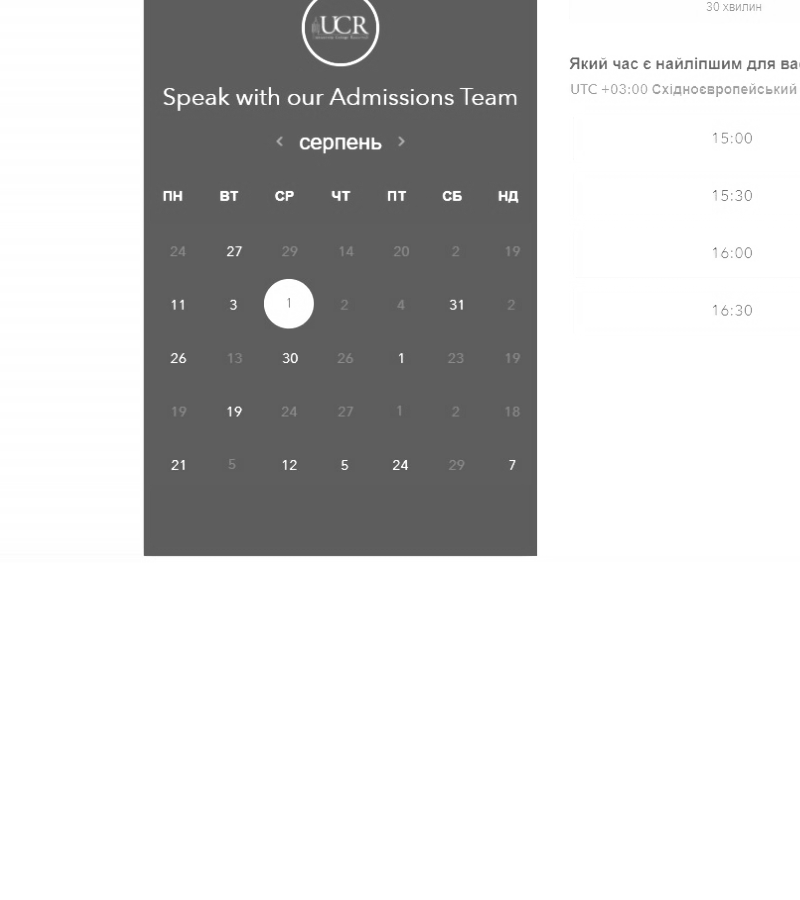 UCR
Speak with our Admissions Team
‹ серпень ›
ПН ВТ СР ЧТ ПТ СБ НД
24 27 29 14 20 2 19
11 3 1 2 4 31 2
26 13 30 26 1 23 19
19 19 24 27 1 2 18
21 5 12 5 24 29 7
30 хвилин
Який час є найліпшим для ва
UTC +03:00 Східноєвропейський
15:00
15:30
16:00
16:30